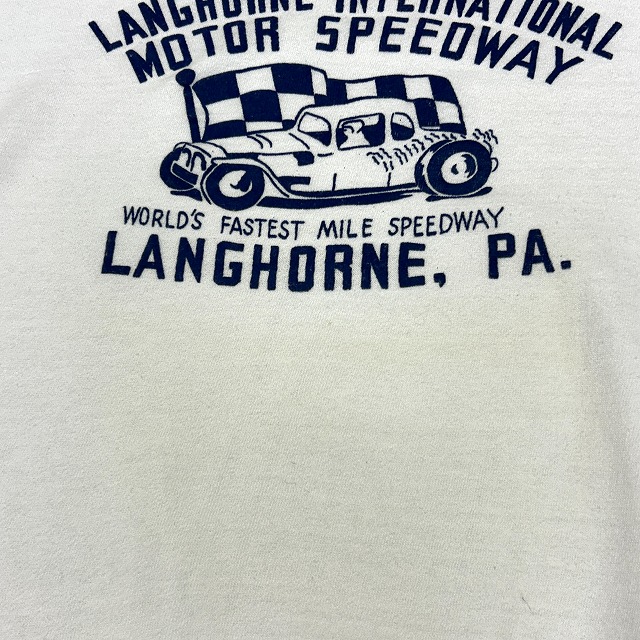 LANGHORNE INTERNATIONAL
MOTOR SPEEDWAY
WORLD'S FASTEST MILE SPEEDWAY
LANGHORNE, PA.